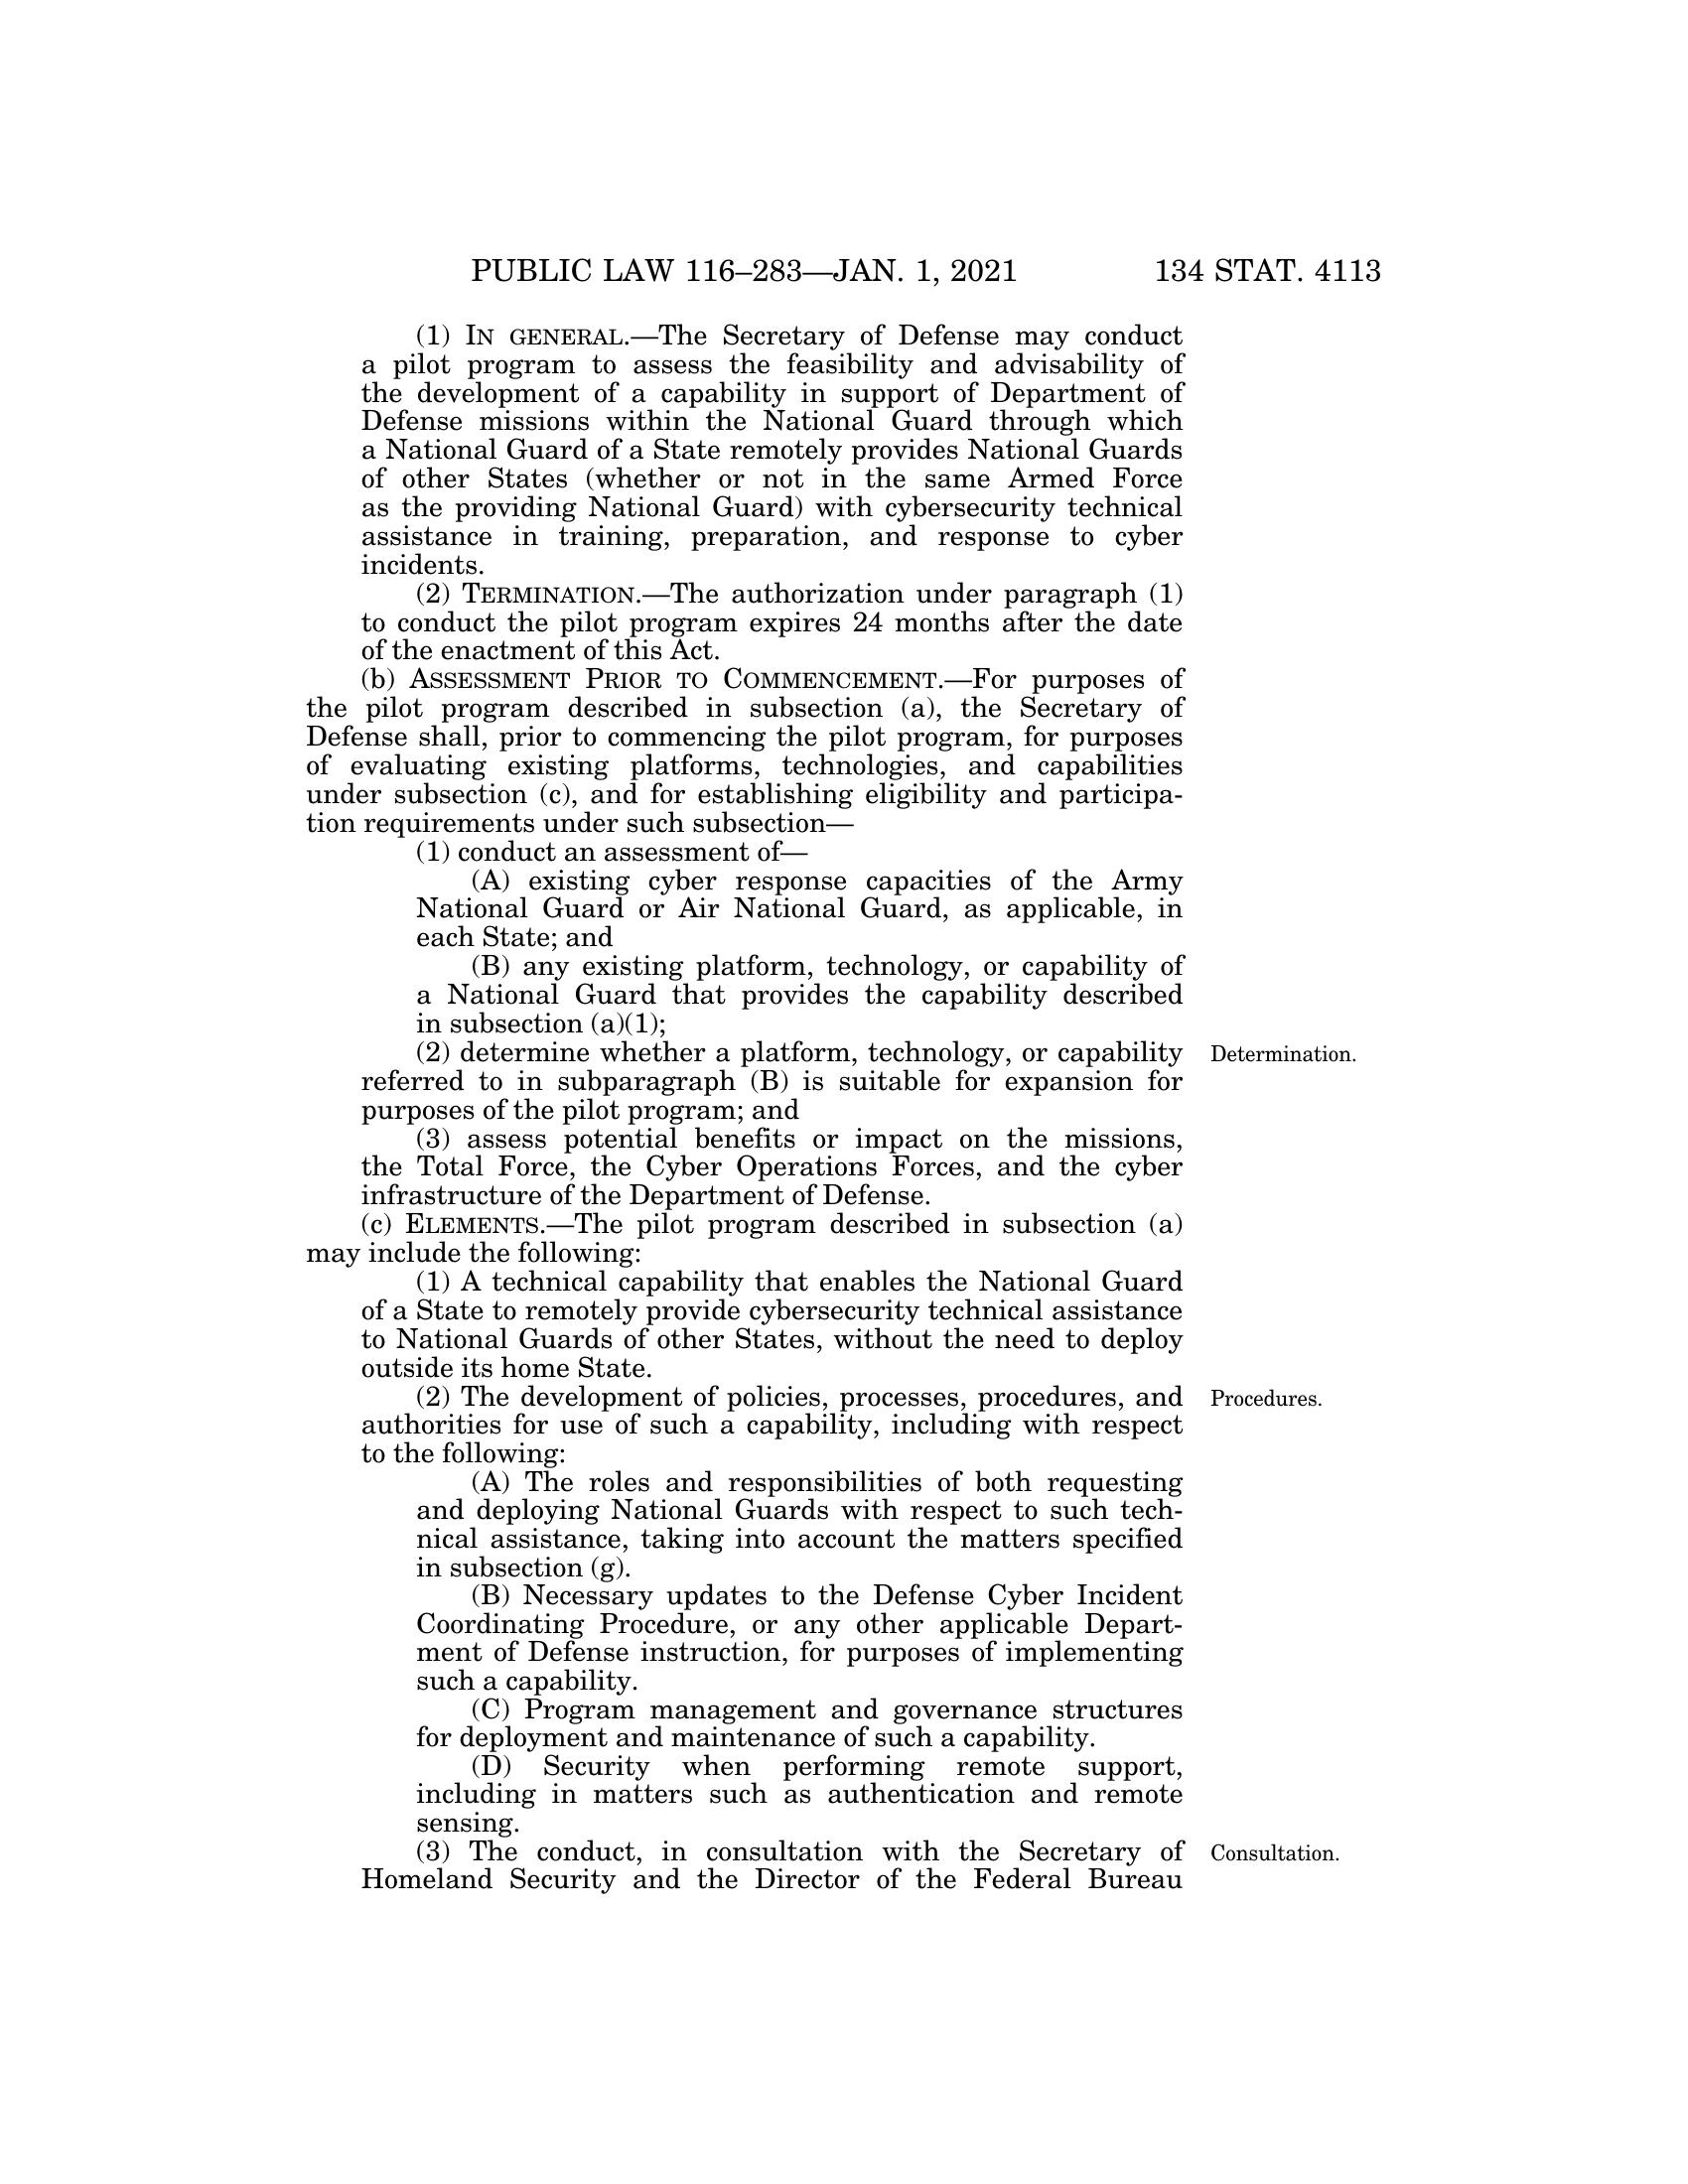 PUBLIC LAW 116–283—JAN. 1, 2021 134 STAT. 4113
(1) IN GENERAL.—The Secretary of Defense may conduct
a pilot program to assess the feasibility and advisability of
the development of a capability in support of Department of
Defense missions within the National Guard through which
a National Guard of a State remotely provides National Guards
of other States (whether or not in the same Armed Force
as the providing National Guard) with cybersecurity technical
assistance in training, preparation, and response to cyber
incidents.
(2) TERMINATION.—The authorization under paragraph (1)
to conduct the pilot program expires 24 months after the date
of the enactment of this Act.
(b) ASSESSMENT PRIOR TO COMMENCEMENT.—For purposes of
the pilot program described in subsection (a), the Secretary of
Defense shall, prior to commencing the pilot program, for purposes
of evaluating existing platforms, technologies, and capabilities
under subsection (c), and for establishing eligibility and participa-
tion requirements under such subsection—
(1) conduct an assessment of—
(A) existing cyber response capacities of the Army
National Guard or Air National Guard, as applicable, in
each State; and
(B) any existing platform, technology, or capability of
a National Guard that provides the capability described
in subsection (a)(1);
(2) determine whether a platform, technology, or capability
referred to in subparagraph (B) is suitable for expansion for
purposes of the pilot program; and
(3) assess potential benefits or impact on the missions,
the Total Force, the Cyber Operations Forces, and the cyber
infrastructure of the Department of Defense.
(c) ELEMENTS.—The pilot program described in subsection (a)
may include the following:
(1) A technical capability that enables the National Guard
of a State to remotely provide cybersecurity technical assistance
to National Guards of other States, without the need to deploy
outside its home State.
(2) The development of policies, processes, procedures, and
authorities for use of such a capability, including with respect
to the following:
(A) The roles and responsibilities of both requesting
and deploying National Guards with respect to such tech-
nical assistance, taking into account the matters specified
in subsection (g).
(B) Necessary updates to the Defense Cyber Incident
Coordinating Procedure, or any other applicable Depart-
ment of Defense instruction, for purposes of implementing
such a capability.
(C) Program management and governance structures
for deployment and maintenance of such a capability.
(D) Security when performing remote support,
including in matters such as authentication and remote
sensing.
(3) The conduct, in consultation with the Secretary of
Homeland Security and the Director of the Federal Bureau
Determination.
Procedures.
Consultation.